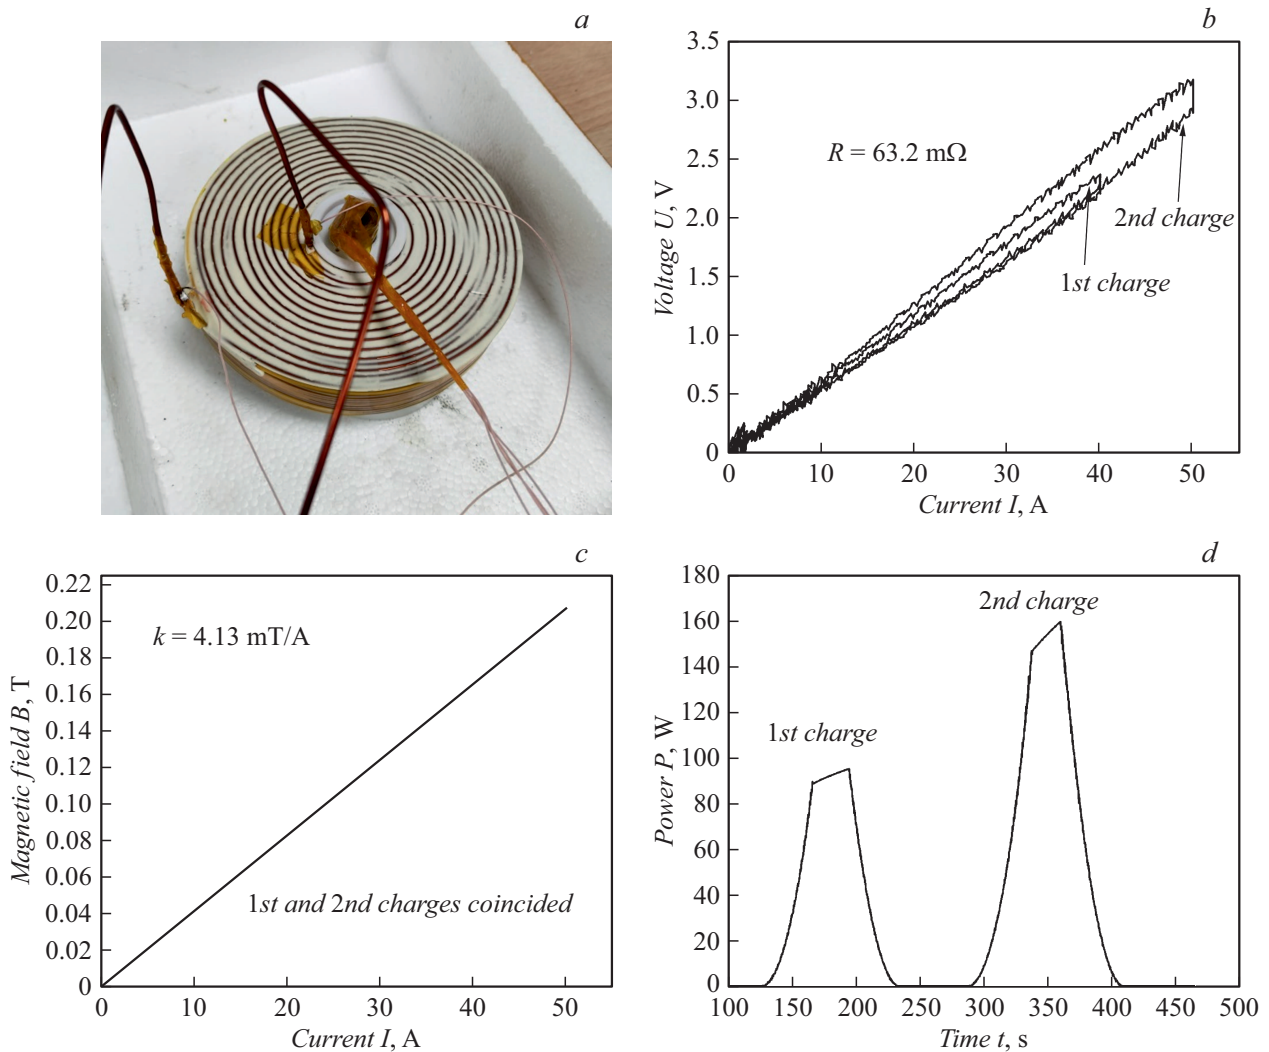 a
b
3.5
3.0
2.5
2.0
1.5
1.0
0.5
0
Voltage U, V
R = 63.2 mΩ
2nd charge
1st charge
0 10 20 30 40 50
Current I, A
c
0.22
0.20
0.18
0.16
0.14
0.12
0.10
0.08
0.06
0.04
0.02
0
Magnetic field B, T
k = 4.13 mT/A
1st and 2nd charges coincided
0 10 20 30 40 50
Current I, A
d
180
160
140
120
100
80
60
40
20
0
Power P, W
2nd charge
1st charge
100 150 200 250 300 350 400 450 500
Time t, s